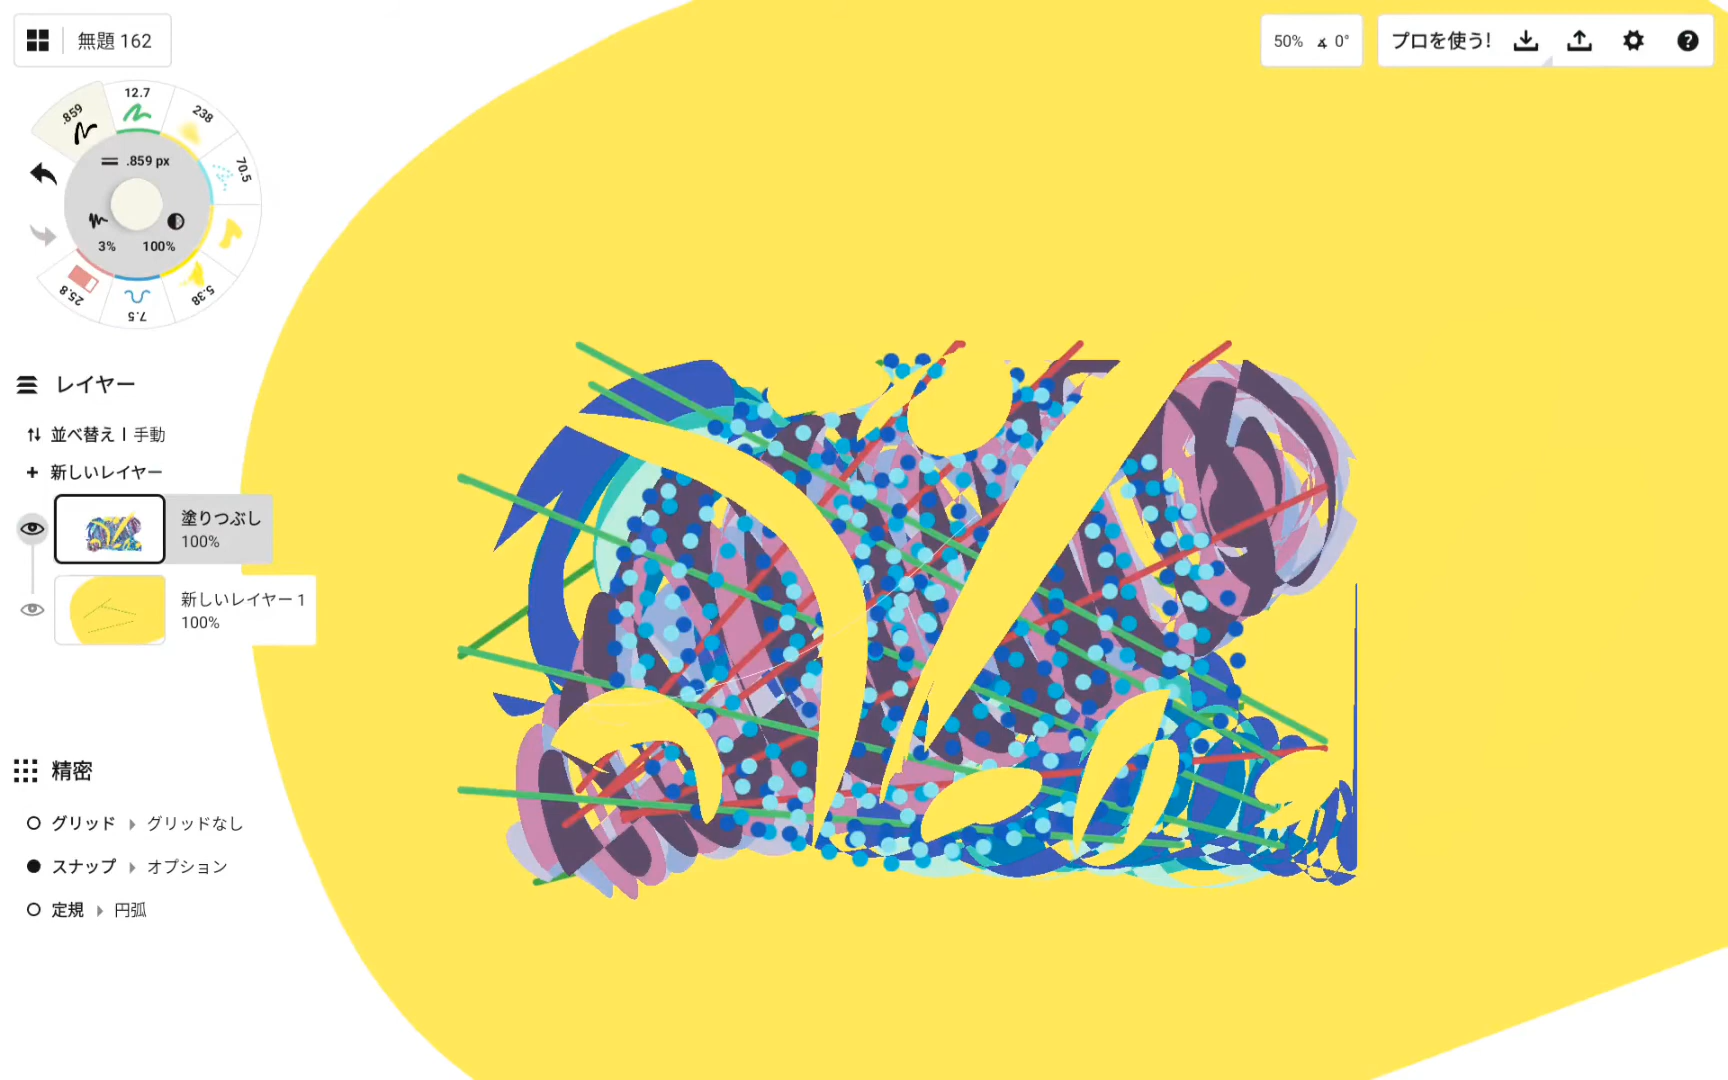 無題 162
50% 0°
プロを使う!
.859
12.7
238
70.5
5.38
7.5
25.8
.859 px
3%
100%
レイヤー
並べ替え | 手動
新しいレイヤー
塗りつぶし
100%
新しいレイヤー 1
100%
精密
グリッド グリッドなし
スナップ オプション
定規 円弧